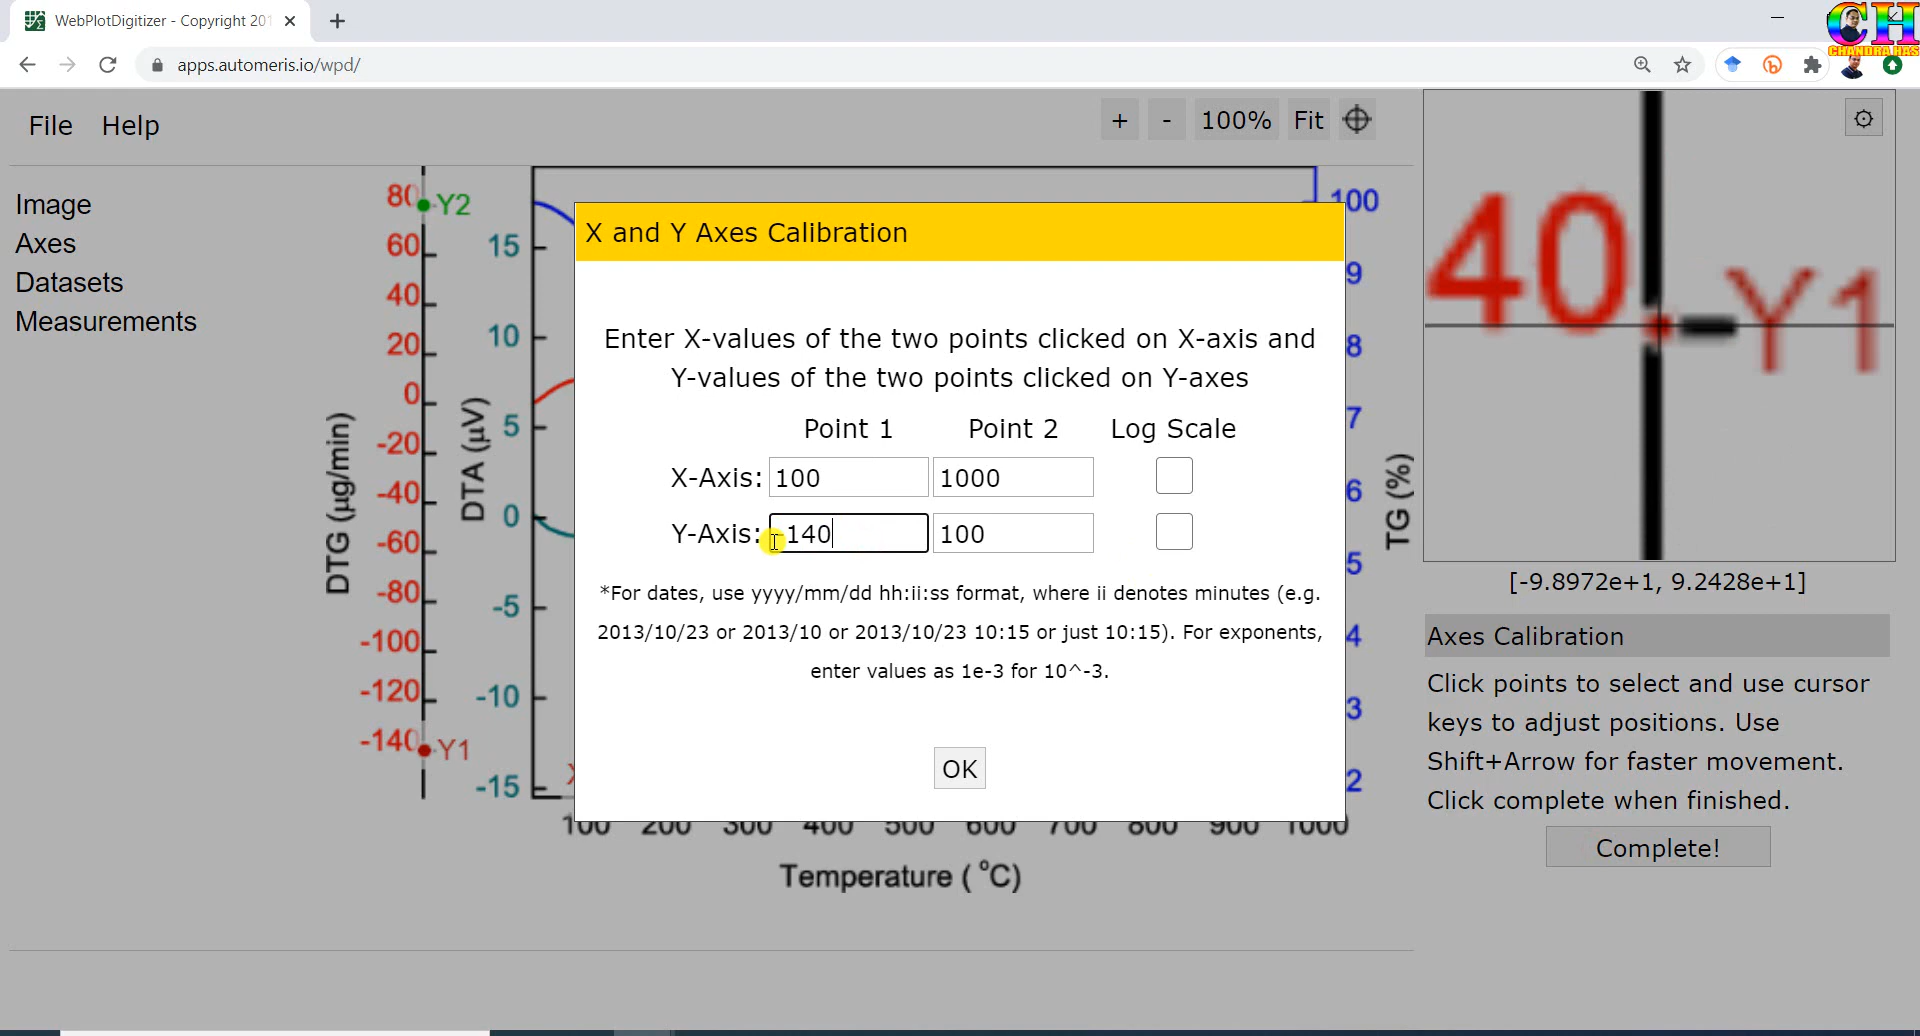 WebPlotDigitizer - Copyright 201
apps.automeris.io/wpd/
CH
CHANDRA HAS
File Help
+ - 100% Fit
Image
Axes
Datasets
Measurements
80
60
40
20
0
-20
-40
-60
-80
-100
-120
-140
Y2
Y1
DTG (μg/min)
15
10
5
0
-5
-10
-15
DTA (μV)
X and Y Axes Calibration
Enter X-values of the two points clicked on X-axis and
Y-values of the two points clicked on Y-axes
Point 1 Point 2 Log Scale
X-Axis: 100 1000
Y-Axis: -140 100
*For dates, use yyyy/mm/dd hh:ii:ss format, where ii denotes minutes (e.g.
2013/10/23 or 2013/10 or 2013/10/23 10:15 or just 10:15). For exponents,
enter values as 1e-3 for 10^-3.
OK
100
9
8
7
6
5
4
3
2
TG (%)
100 200 300 400 500 600 700 800 900 1000
Temperature ( °C)
40
Y1
[-9.8972e+1, 9.2428e+1]
Axes Calibration
Click points to select and use cursor
keys to adjust positions. Use
Shift+Arrow for faster movement.
Click complete when finished.
Complete!